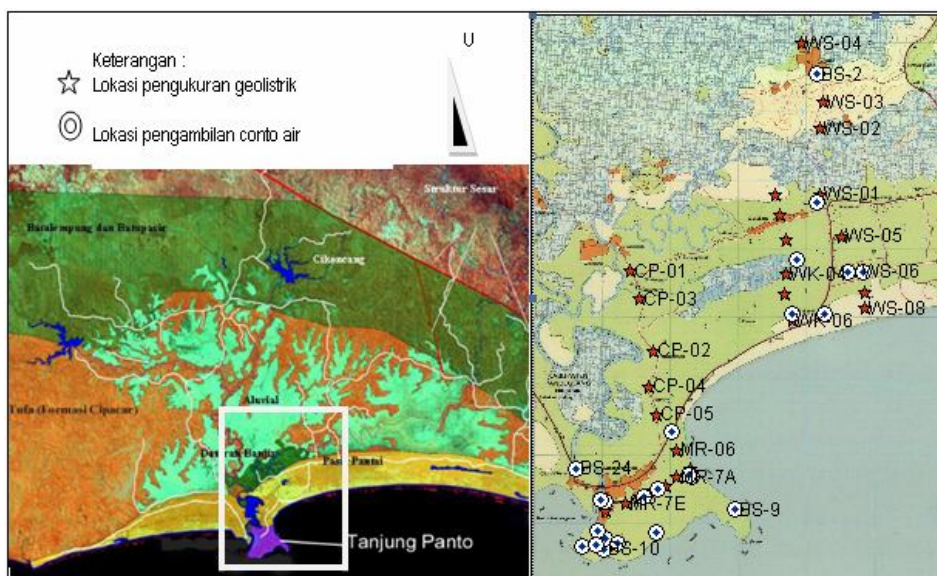 Keterangan :
Lokasi pengukuran geolistrik
Lokasi pengambilan conto air
U
Struktur Sesar
Batulempung dan Batupasir
Cikoncang
Tufa (Formasi Cipacar)
Aluvial
Dataran Banjir
Pasir Pantai
Tanjung Panto
WS-04
BS-2
WS-03
WS-02
WS-01
WS-05
CP-01
WK-04
WS-06
CP-03
WS-08
WK-06
CP-02
CP-04
CP-05
MR-06
BS-24
MR-7A
MR-7E
BS-9
BS-10